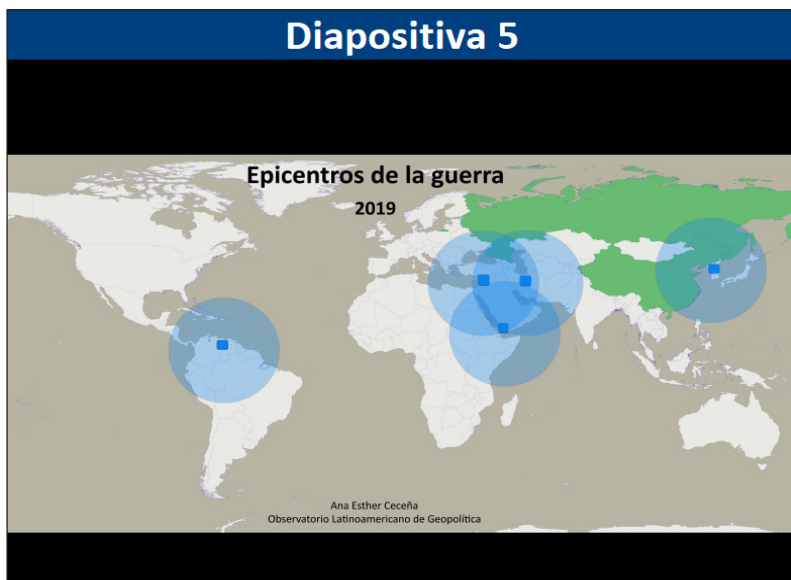 Diapositiva 5
Epicentros de la guerra
2019
Ana Esther Ceceña
Observatorio Latinoamericano de Geopolítica